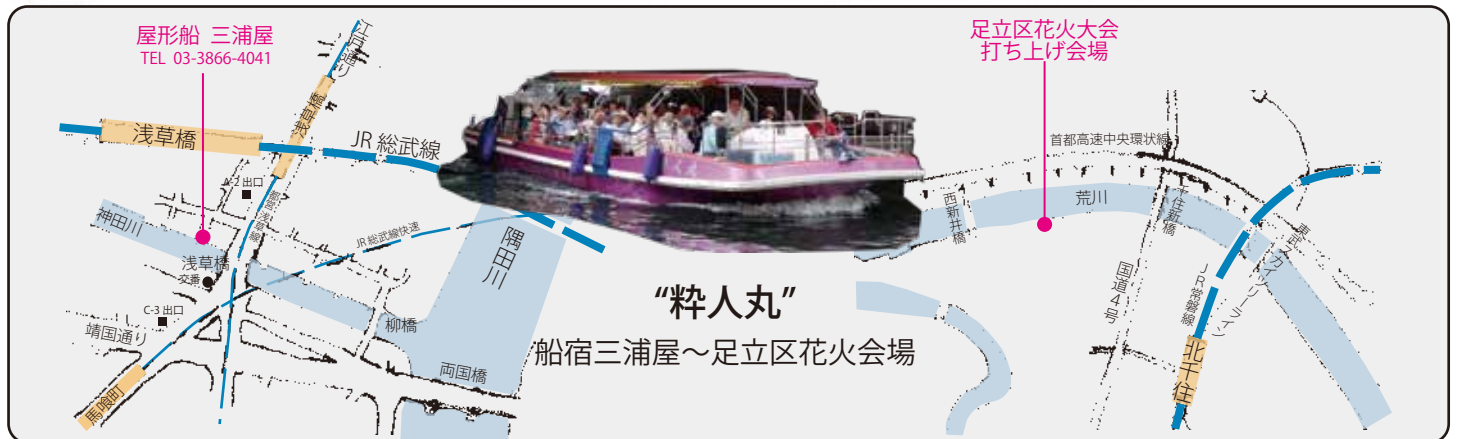 屋形船 三浦屋
TEL 03-3866-4041
江戸通り
浅草橋
浅草橋
JR 総武線
A-2 出口
都営浅草線
神田川
JR 総武線快速
浅草橋
交番
C-3 出口
靖国通り
馬喰町
柳橋
両国橋
隅田川
“粋人丸”
船宿三浦屋～足立区花火会場
足立区花火大会
打ち上げ会場
首都高速中央環状線
西新井橋
荒川
千住新橋
国道4号
JR 常磐線
東武スカイツリーライン
北千住